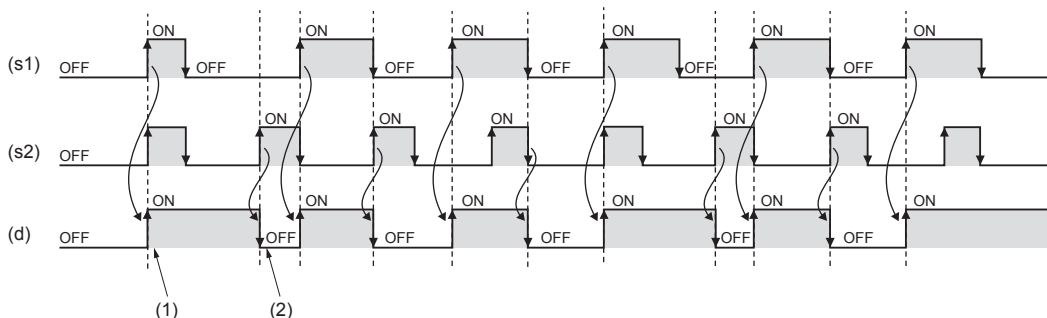 ON ON ON ON ON ON
(s1) OFF OFF OFF OFF OFF OFF
ON ON ON ON ON
(s2) OFF
ON ON ON ON ON ON
(d) OFF OFF OFF OFF OFF OFF
(1) (2)